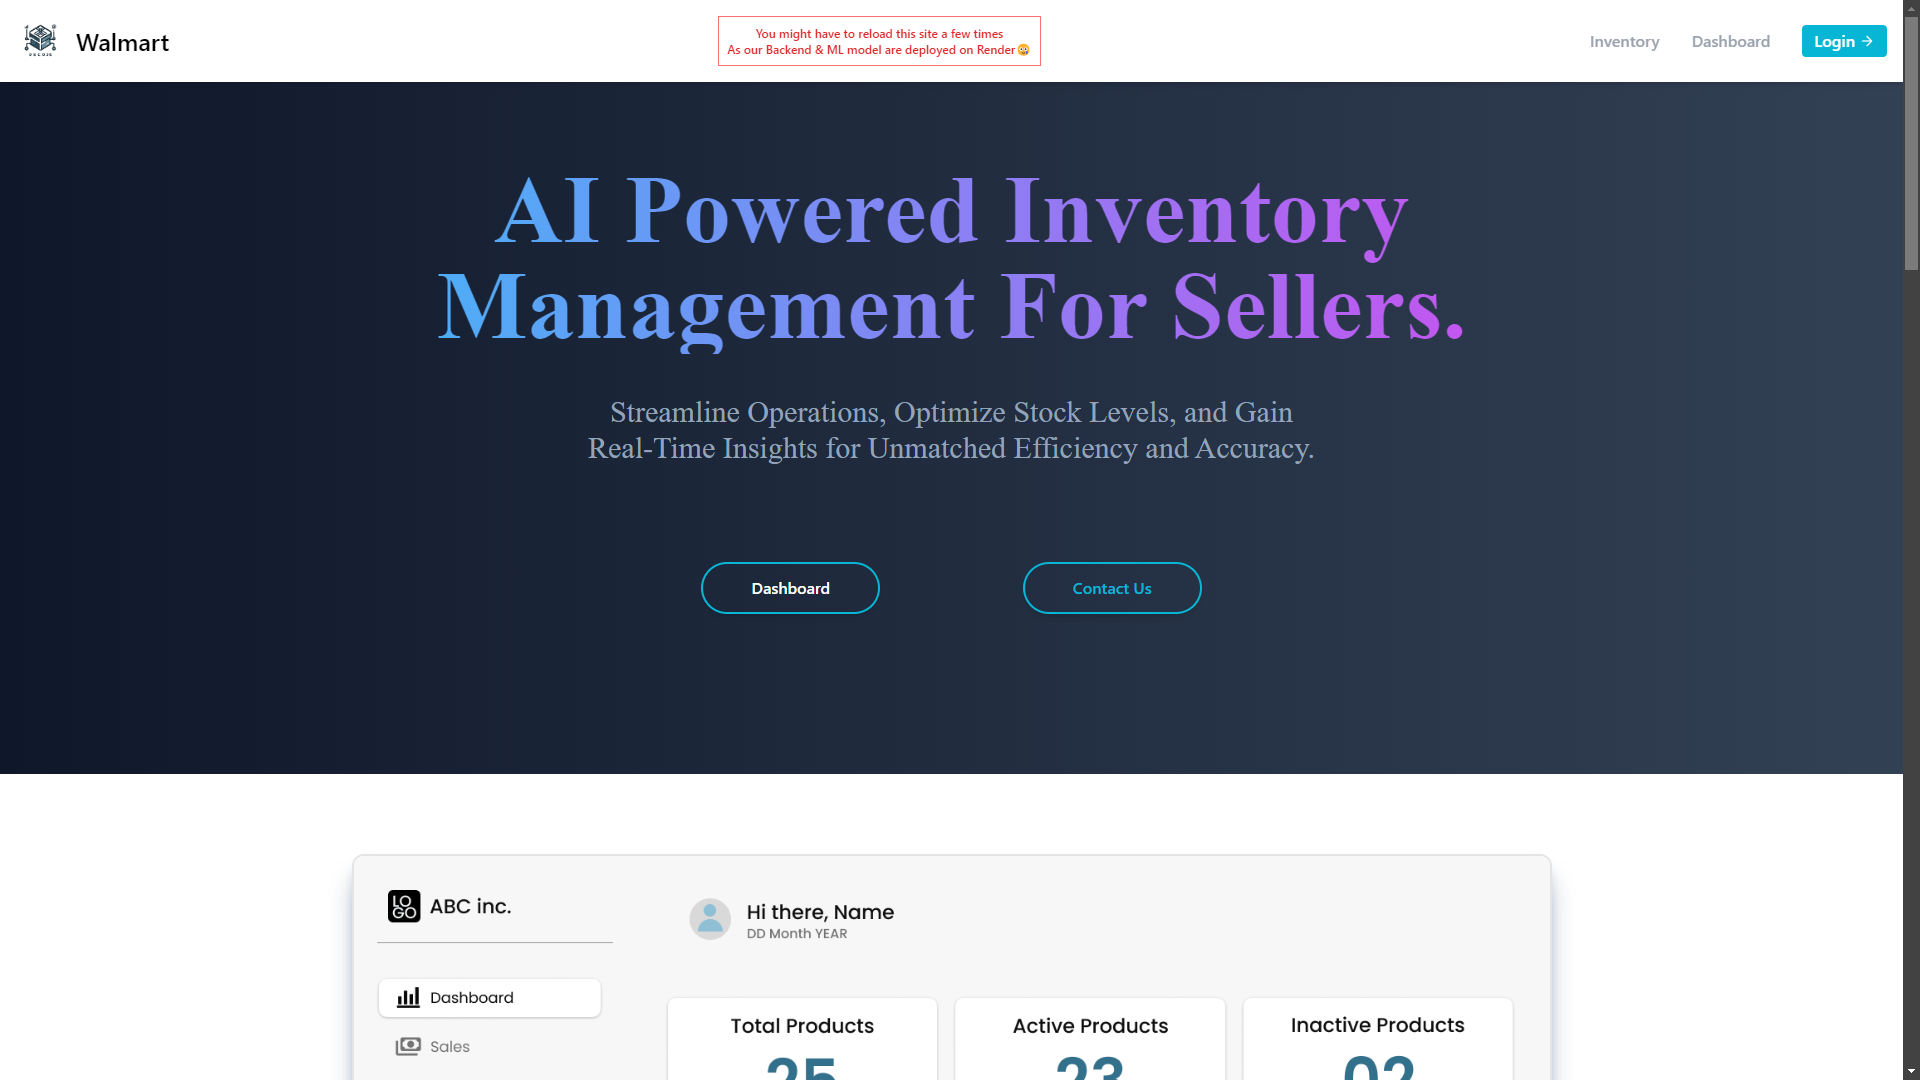 Walmart
You might have to reload this site a few times
As our Backend & ML model are deployed on Render😅
Inventory
Dashboard
Login →
AI Powered Inventory
Management For Sellers.
Streamline Operations, Optimize Stock Levels, and Gain
Real-Time Insights for Unmatched Efficiency and Accuracy.
Dashboard
Contact Us
LO
GO
ABC inc.
Hi there, Name
DD Month YEAR
Dashboard
Sales
Total Products
25
Active Products
23
Inactive Products
02